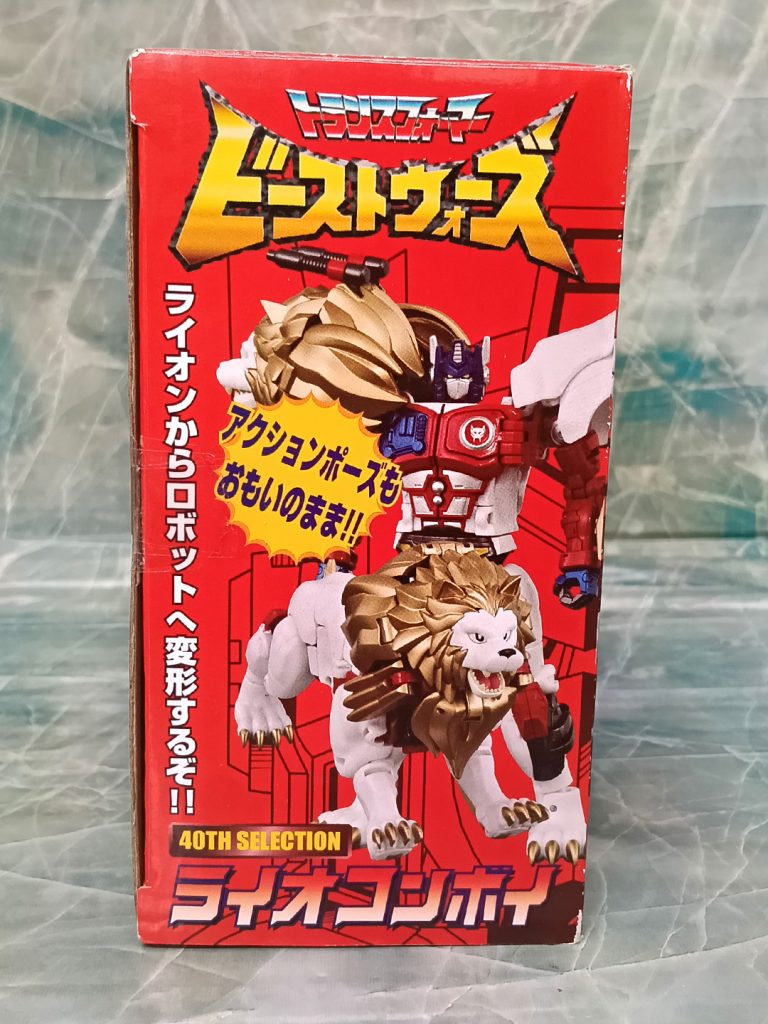 トランスフォーマー
ビーストウォーズ
ライオンからロボットへ変形するぞ!!
アクションポーズも
おもいのまま!!
40TH SELECTION
ライオコンボイ